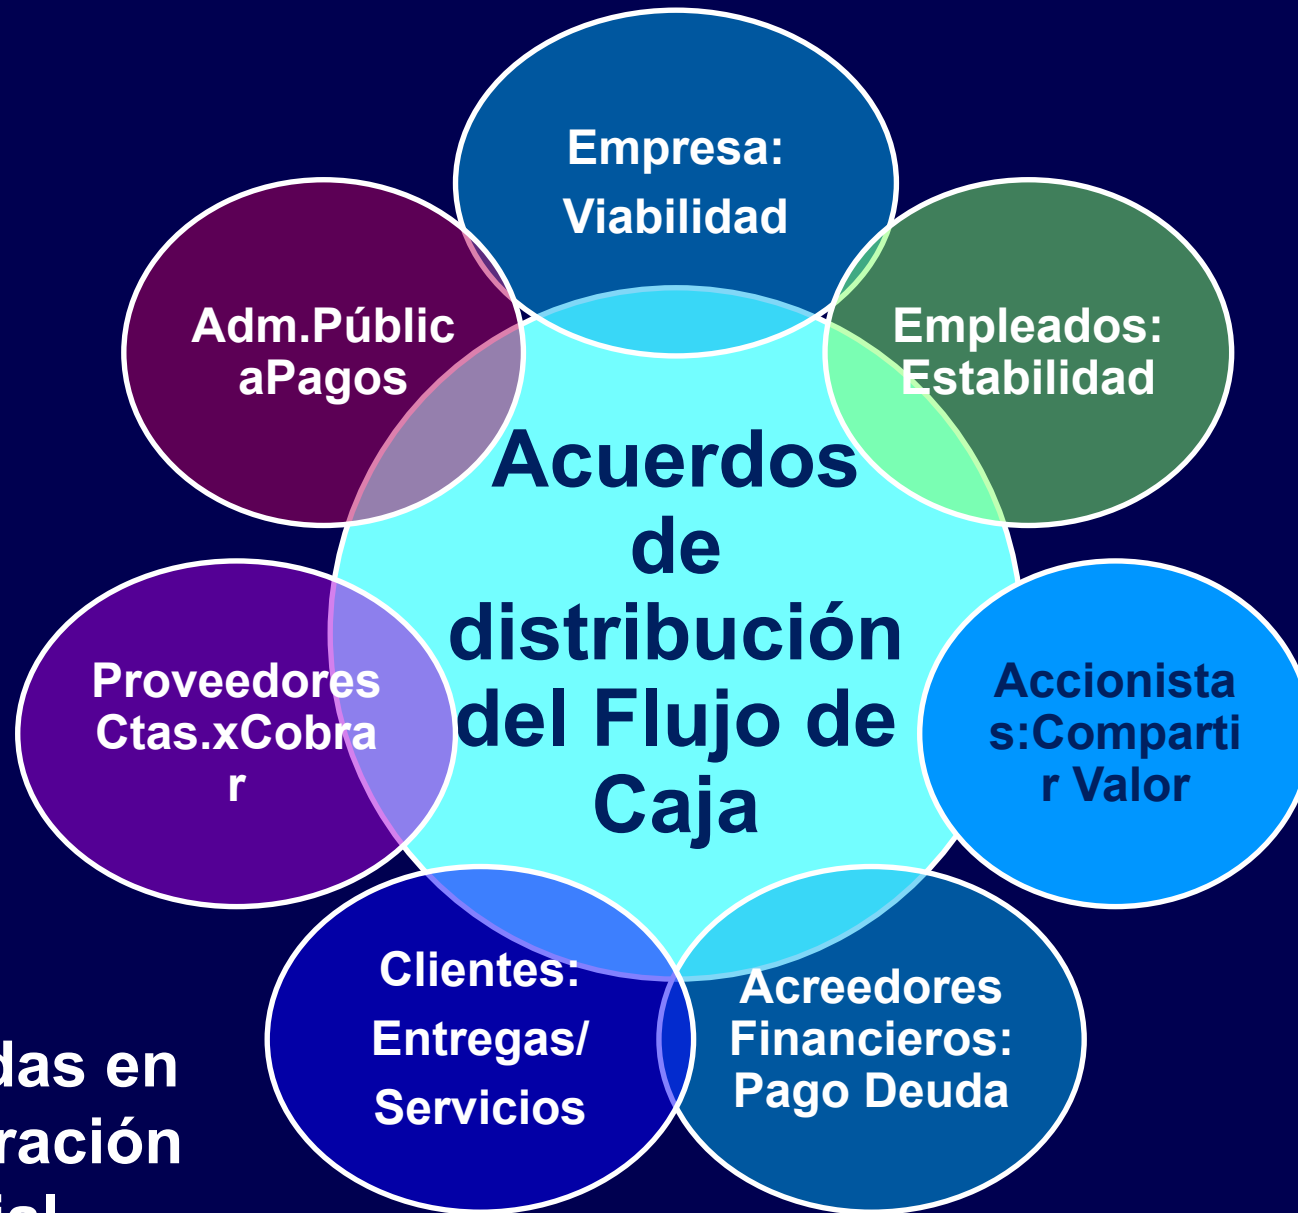 Empresa:
Viabilidad
Adm.Públic
aPagos
Empleados:
Estabilidad
Acuerdos
de
distribución
del Flujo de
Caja
Proveedores
Ctas.xCobra
r
Accionista
s:Comparti
r Valor
Clientes:
Entregas/
Servicios
Acreedores
Financieros:
Pago Deuda
das en
ración